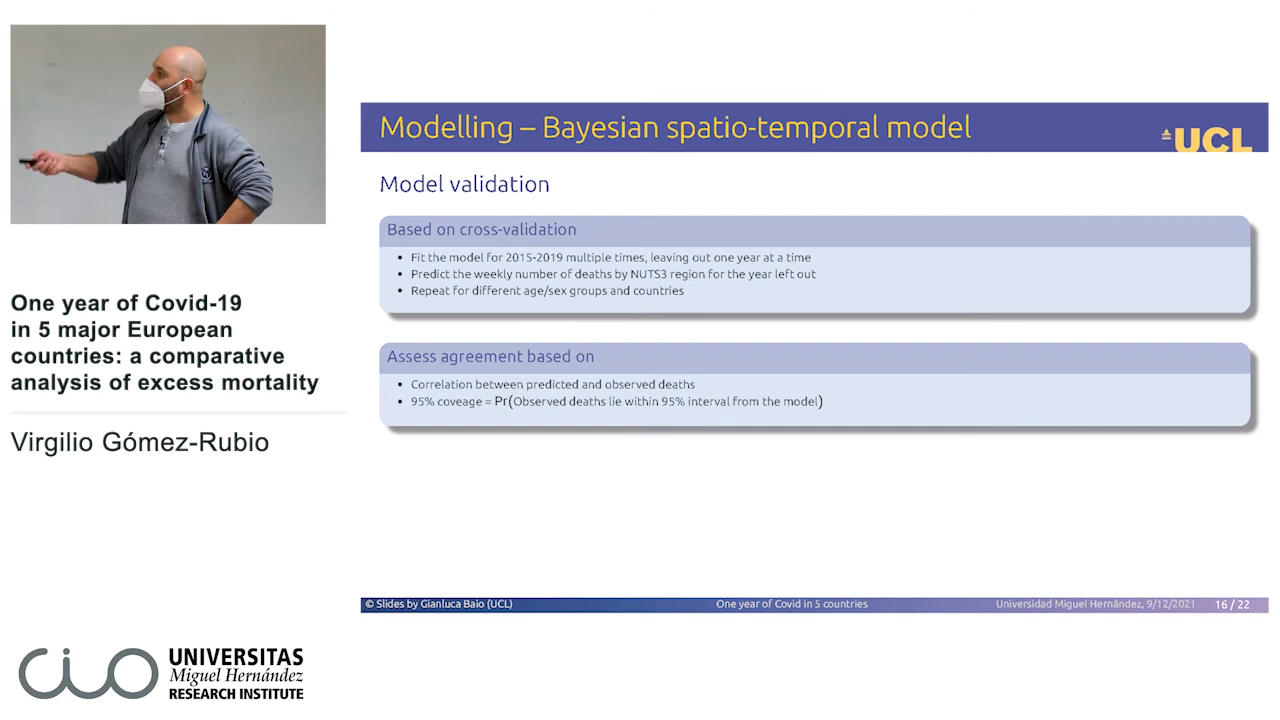 Modelling – Bayesian spatio-temporal model
UCL
Model validation
Based on cross-validation
• Fit the model for 2015-2019 multiple times, leaving out one year at a time
• Predict the weekly number of deaths by NUTS3 region for the year left out
• Repeat for different age/sex groups and countries
Assess agreement based on
• Correlation between predicted and observed deaths
• 95% coveage = Pr(Observed deaths lie within 95% interval from the model)
© Slides by Gianluca Baio (UCL) One year of Covid in 5 countries Universidad Miguel Hernández, 9/12/2021 16 / 22
One year of Covid-19
in 5 major European
countries: a comparative
analysis of excess mortality
Virgilio Gómez-Rubio
cio
UNIVERSITAS
Miguel Hernández
RESEARCH INSTITUTE